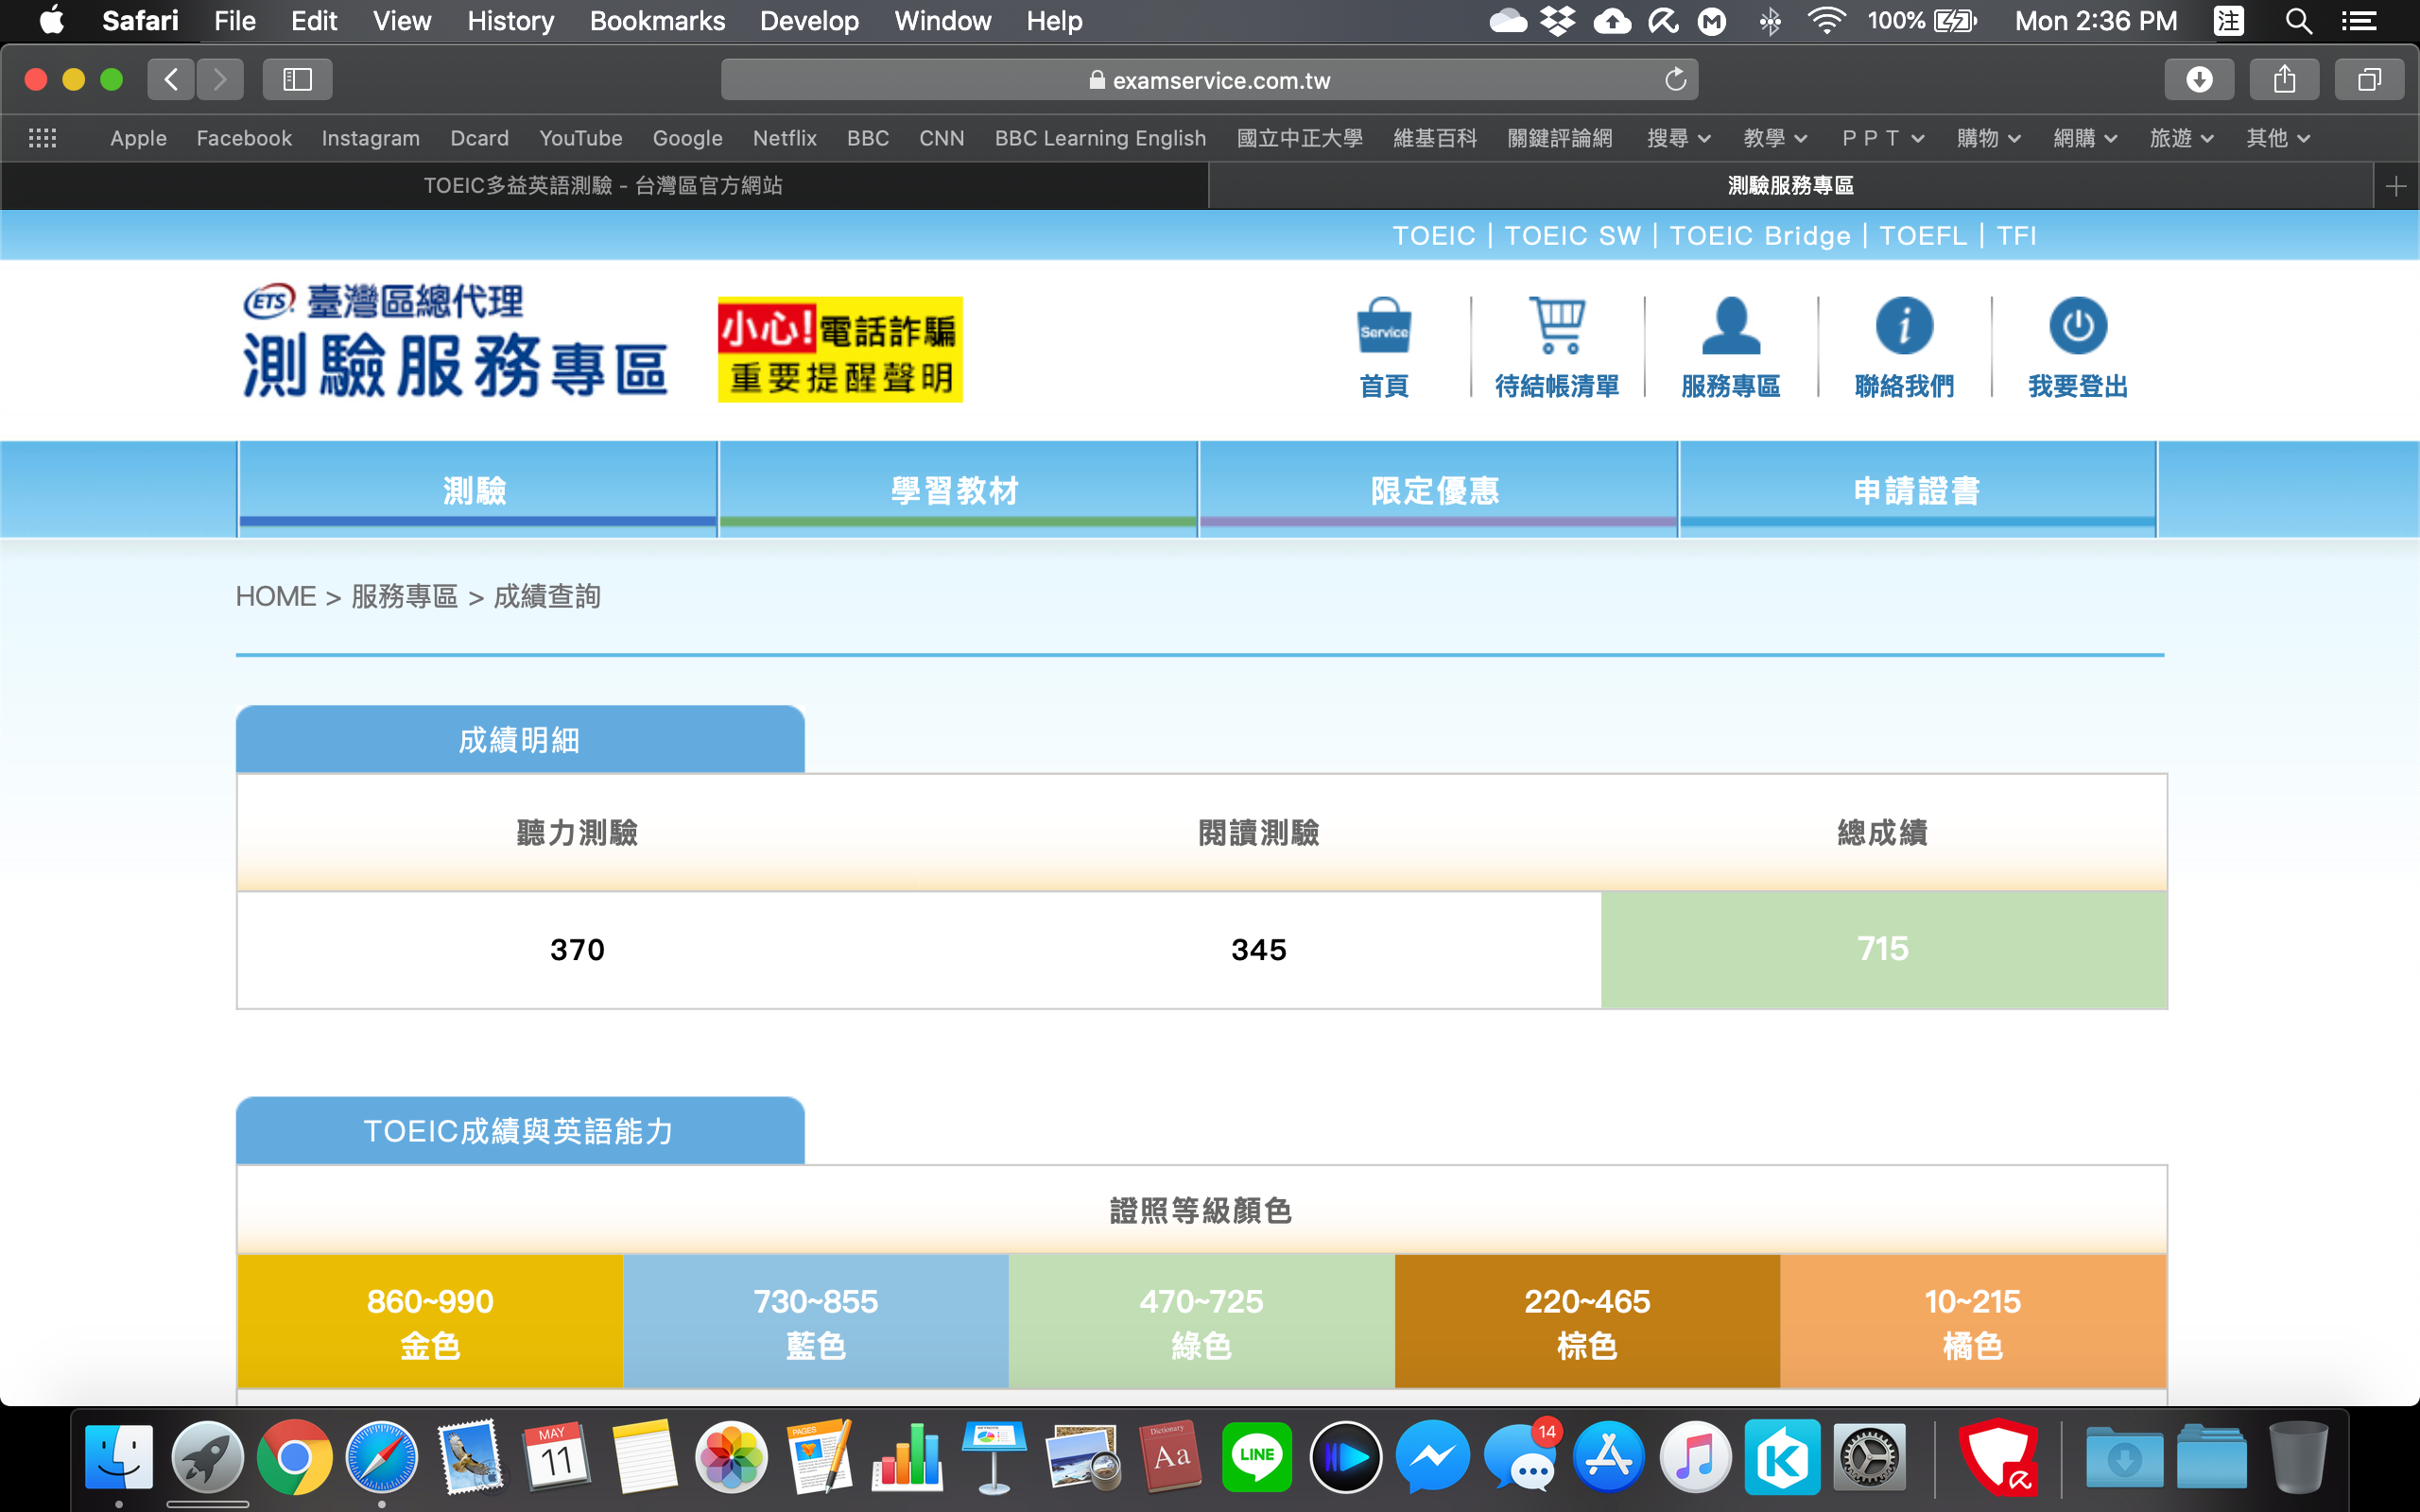 Safari File Edit View History Bookmarks Develop Window Help 100% Mon 2:36 PM 注
examservice.com.tw
Apple Facebook Instagram Dcard YouTube Google Netflix BBC CNN BBC Learning English 國立中正大學 維基百科 關鍵評論網 搜尋 教學 ＰＰＴ 購物 網購 旅遊 其他
TOEIC多益英語測驗 - 台灣區官方網站 測驗服務專區
TOEIC | TOEIC SW | TOEIC Bridge | TOEFL | TFI
ETS 臺灣區總代理
測驗服務專區
小心!電話詐騙
重要提醒聲明
Service
首頁 待結帳清單 服務專區 聯絡我們 我要登出
測驗 學習教材 限定優惠 申請證書
HOME > 服務專區 > 成績查詢
成績明細
聽力測驗 閱讀測驗 總成績
370 345 715
TOEIC成績與英語能力
證照等級顏色
860~990 730~855 470~725 220~465 10~215
金色 藍色 綠色 棕色 橘色
MAY
11
PAGES
KEYNOTE
Dictionary
Aa
LINE
14